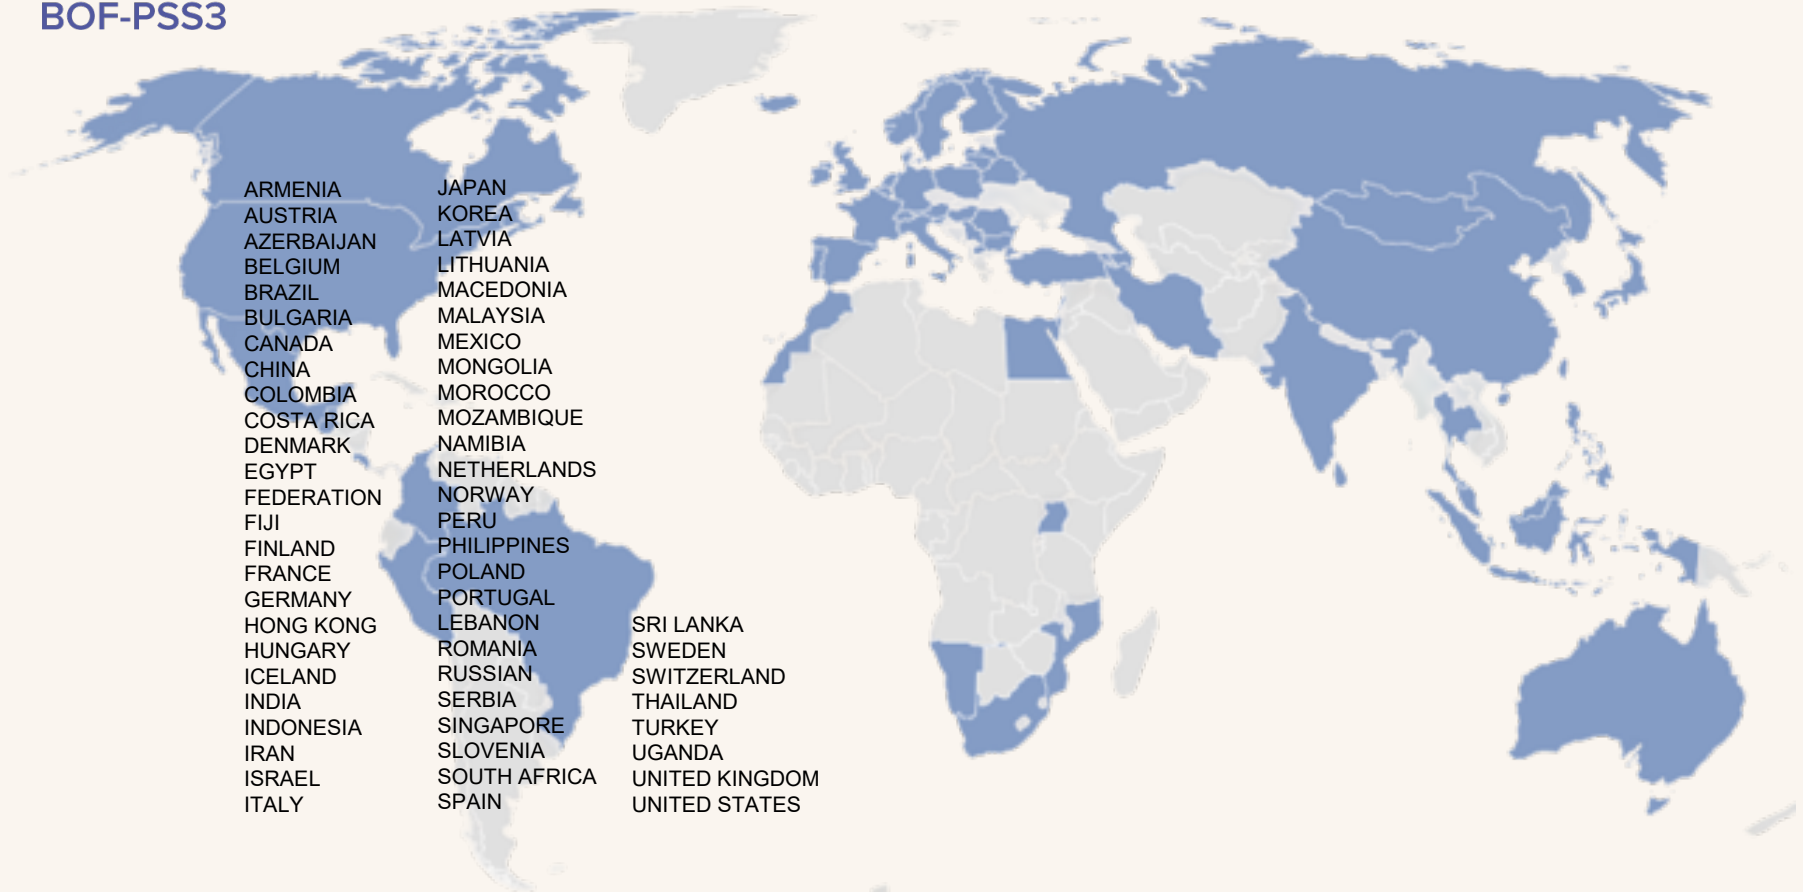 BOF-PSS3
ARMENIA
AUSTRIA
AZERBAIJAN
BELGIUM
BRAZIL
BULGARIA
CANADA
CHINA
COLOMBIA
COSTA RICA
DENMARK
EGYPT
FEDERATION
FIJI
FINLAND
FRANCE
GERMANY
HONG KONG
HUNGARY
ICELAND
INDIA
INDONESIA
IRAN
ISRAEL
ITALY
JAPAN
KOREA
LATVIA
LITHUANIA
MACEDONIA
MALAYSIA
MEXICO
MONGOLIA
MOROCCO
MOZAMBIQUE
NAMIBIA
NETHERLANDS
NORWAY
PERU
PHILIPPINES
POLAND
PORTUGAL
LEBANON
ROMANIA
RUSSIAN
SERBIA
SINGAPORE
SLOVENIA
SOUTH AFRICA
SPAIN
SRI LANKA
SWEDEN
SWITZERLAND
THAILAND
TURKEY
UGANDA
UNITED KINGDOM
UNITED STATES